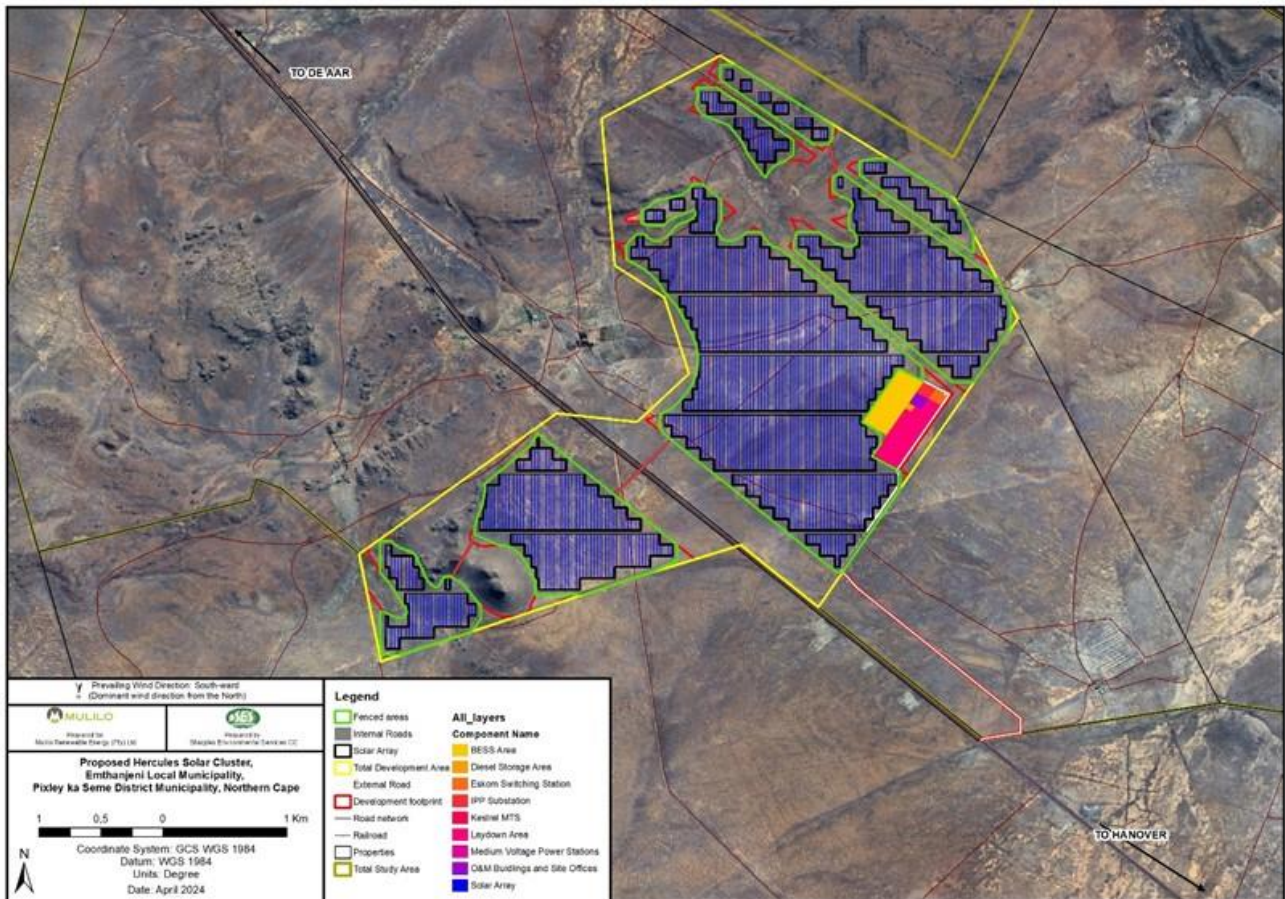 TO DE AAR
TO HANOVER
Prevailing Wind Direction: South-ward
(Dominant wind direction from the North)
MULILO
Prepared for
Mulilo Renewable Energy (Pty) Ltd
SES
Prepared by
Sharples Environmental Services CC
Proposed Hercules Solar Cluster,
Emthanjeni Local Municipality,
Pixley ka Seme District Municipality, Northern Cape
1 0,5 0 1 Km
N
Coordinate System: GCS WGS 1984
Datum: WGS 1984
Units: Degree
Date: April 2024
Legend
Fenced areas
Internal Roads
Solar Array
Total Development Area
External Road
Development footprint
Road network
Railroad
Properties
Total Study Area
All_layers
Component Name
BESS Area
Diesel Storage Area
Eskom Switching Station
IPP Substation
Kestrel MTS
Laydown Area
Medium Voltage Power Stations
O&M Buidlings and Site Offices
Solar Array